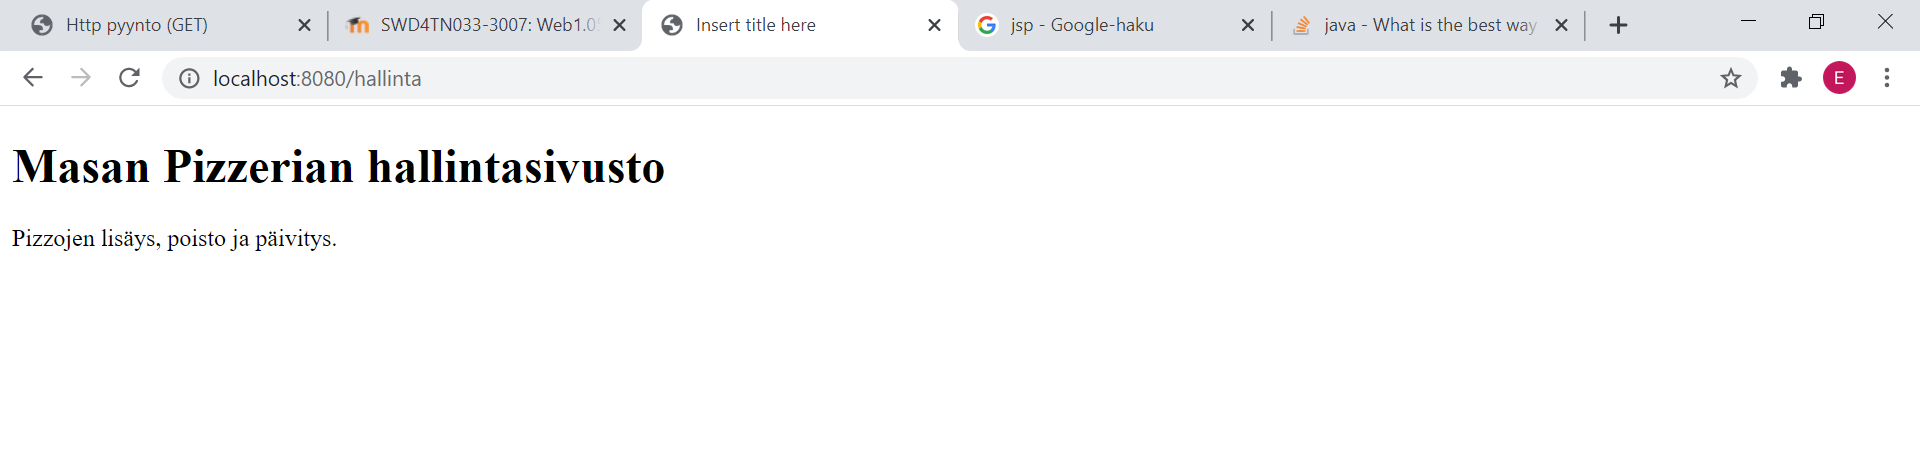 Http pyynto (GET)
SWD4TN033-3007: Web1.0
Insert title here
jsp - Google-haku
java - What is the best way
localhost:8080/hallinta
E
Masan Pizzerian hallintasivusto
Pizzojen lisäys, poisto ja päivitys.